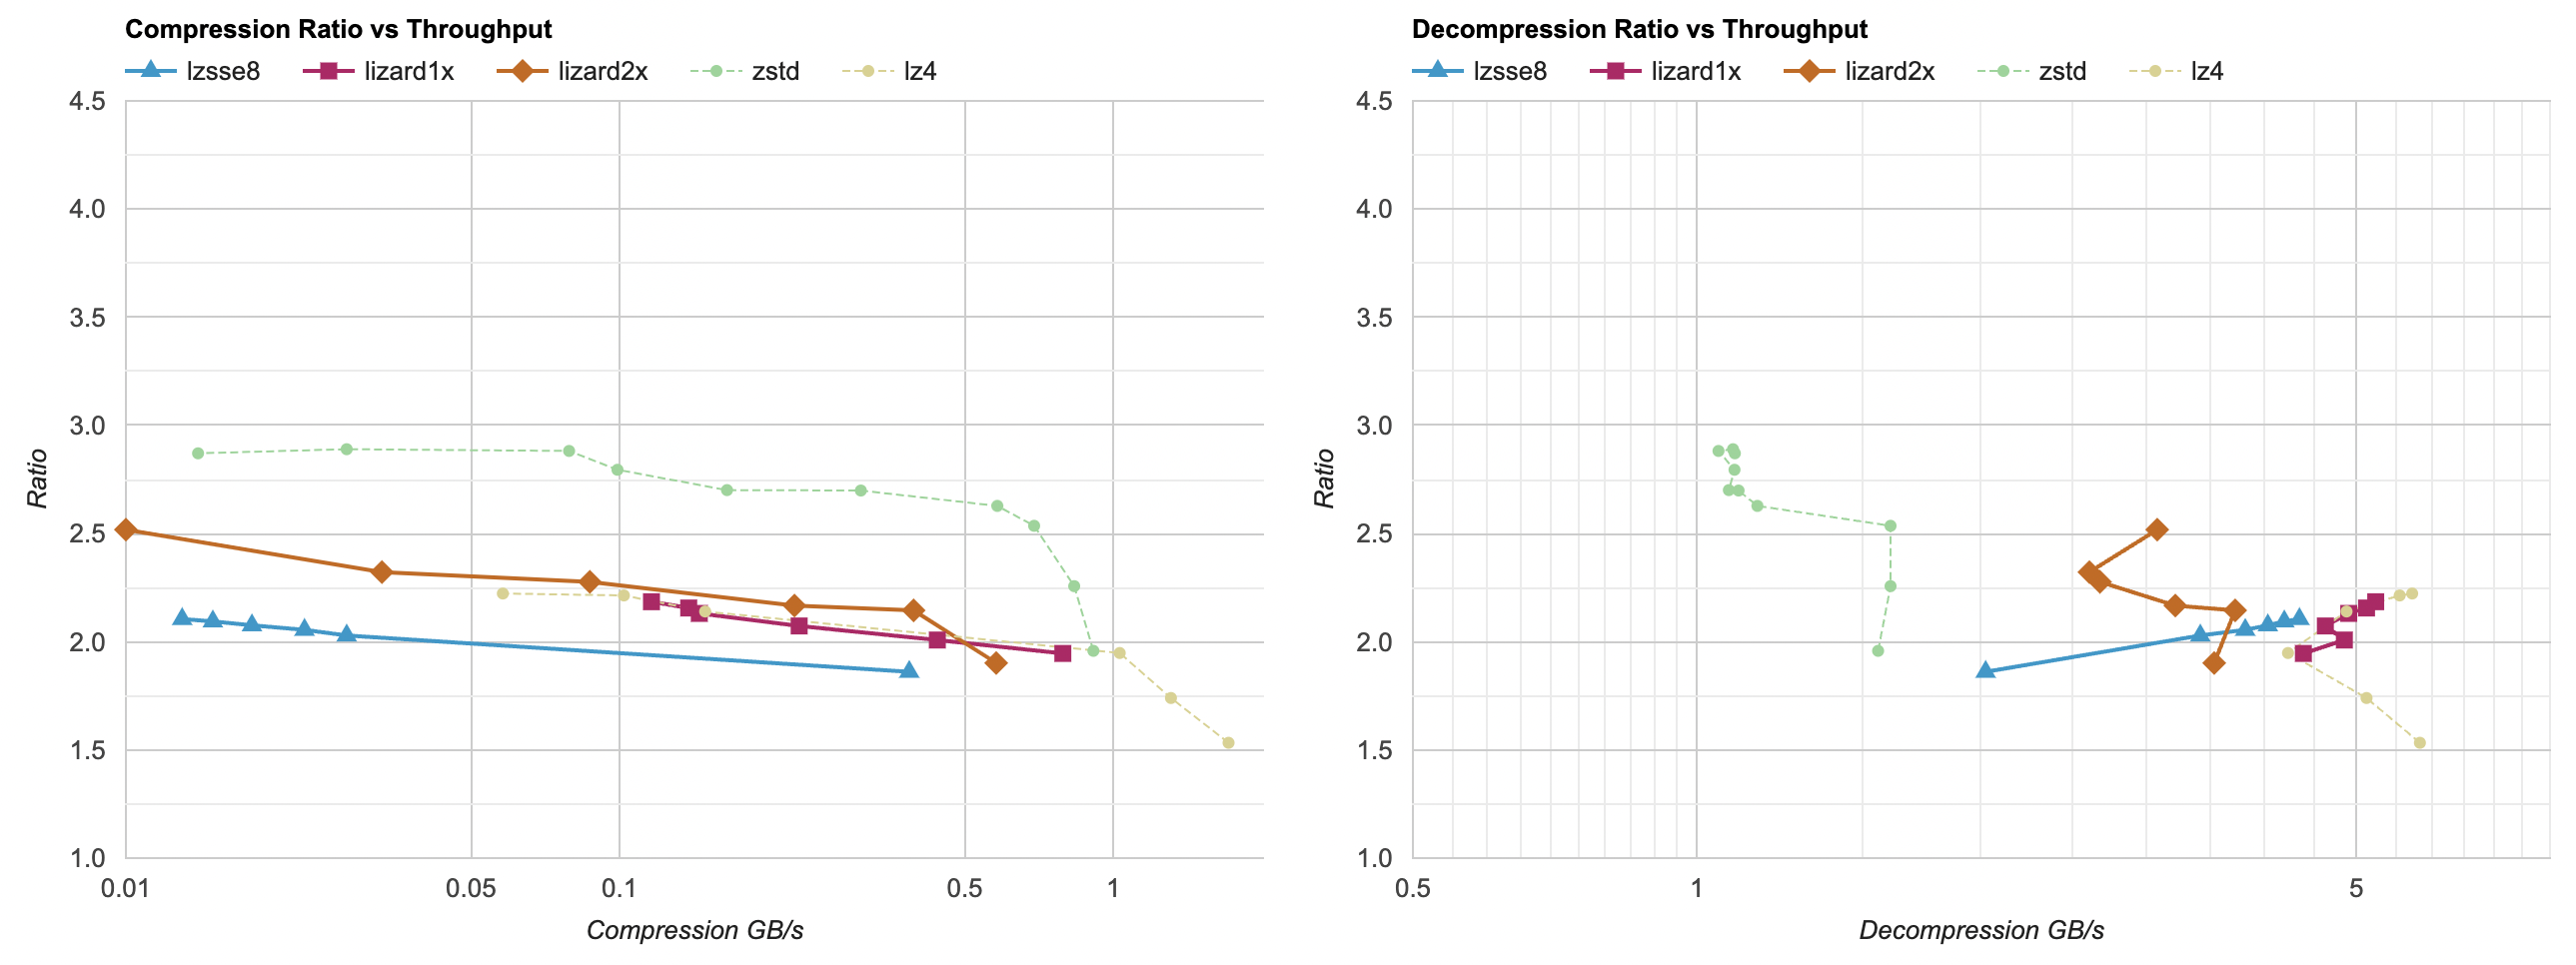 Compression Ratio vs Throughput
lzsse8 lizard1x lizard2x zstd lz4
4.5
4.0
3.5
3.0
2.5
2.0
1.5
1.0
Ratio
0.01 0.05 0.1 0.5 1
Compression GB/s
Decompression Ratio vs Throughput
lzsse8 lizard1x lizard2x zstd lz4
4.5
4.0
3.5
3.0
2.5
2.0
1.5
1.0
Ratio
0.5 1 5
Decompression GB/s